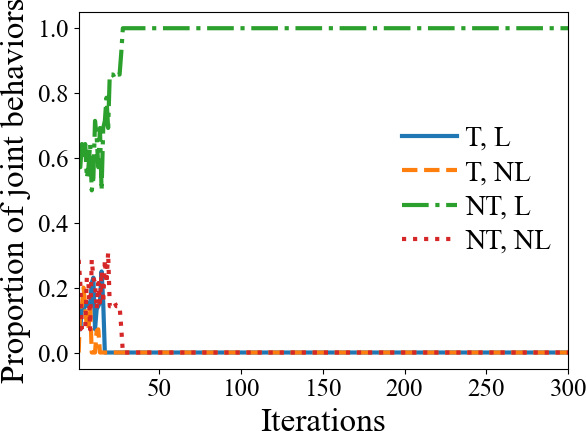 Proportion of joint behaviors
1.0
0.8
0.6
0.4
0.2
0.0
T, L
T, NL
NT, L
NT, NL
50 100 150 200 250 300
Iterations